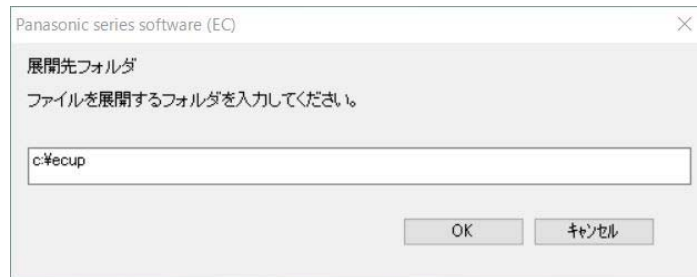 Panasonic series software (EC)
展開先フォルダ
ファイルを展開するフォルダを入力してください。
c:¥ecup
OK
キャンセル